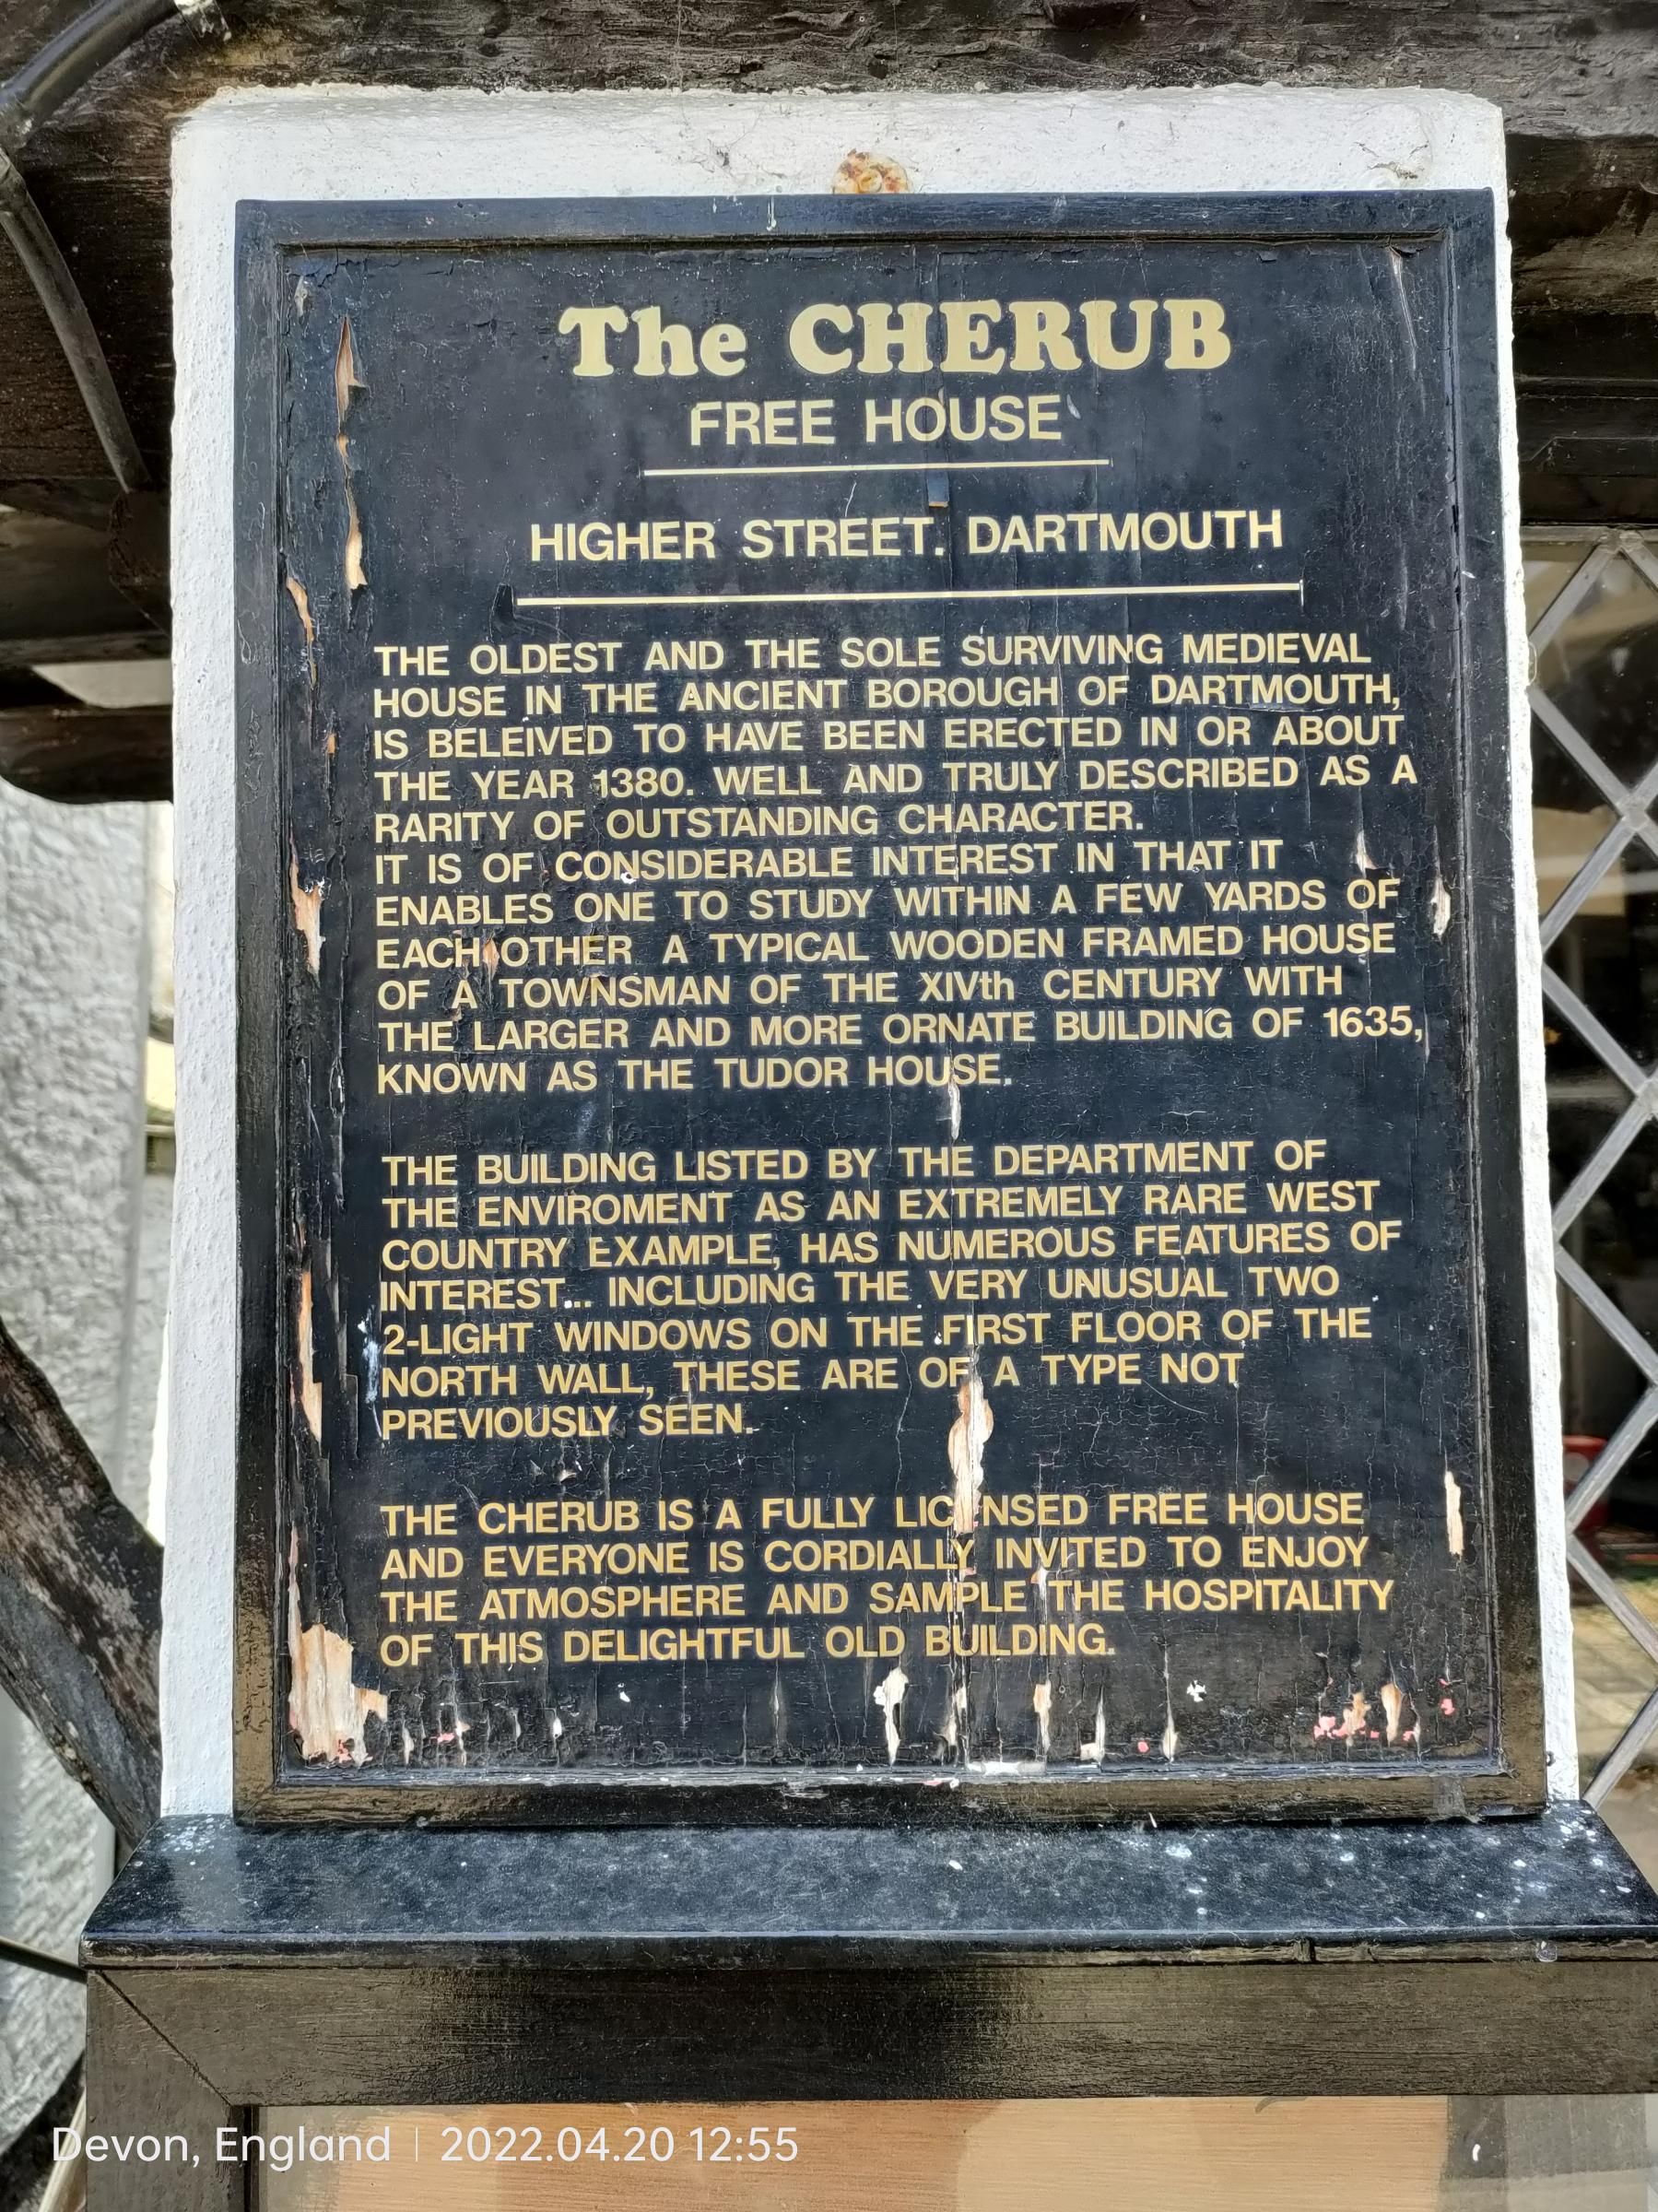 The CHERUB
FREE HOUSE
HIGHER STREET. DARTMOUTH
THE OLDEST AND THE SOLE SURVIVING MEDIEVAL
HOUSE IN THE ANCIENT BOROUGH OF DARTMOUTH,
IS BELEIVED TO HAVE BEEN ERECTED IN OR ABOUT
THE YEAR 1380. WELL AND TRULY DESCRIBED AS A
RARITY OF OUTSTANDING CHARACTER.
IT IS OF CONSIDERABLE INTEREST IN THAT IT
ENABLES ONE TO STUDY WITHIN A FEW YARDS OF
EACH OTHER A TYPICAL WOODEN FRAMED HOUSE
OF A TOWNSMAN OF THE XIVth CENTURY WITH
THE LARGER AND MORE ORNATE BUILDING OF 1635,
KNOWN AS THE TUDOR HOUSE.
THE BUILDING LISTED BY THE DEPARTMENT OF
THE ENVIROMENT AS AN EXTREMELY RARE WEST
COUNTRY EXAMPLE, HAS NUMEROUS FEATURES OF
INTEREST... INCLUDING THE VERY UNUSUAL TWO
2-LIGHT WINDOWS ON THE FIRST FLOOR OF THE
NORTH WALL, THESE ARE OF A TYPE NOT
PREVIOUSLY SEEN.
THE CHERUB IS A FULLY LICENSED FREE HOUSE
AND EVERYONE IS CORDIALLY INVITED TO ENJOY
THE ATMOSPHERE AND SAMPLE THE HOSPITALITY
OF THIS DELIGHTFUL OLD BUILDING.
Devon, England | 2022.04.20 12:55